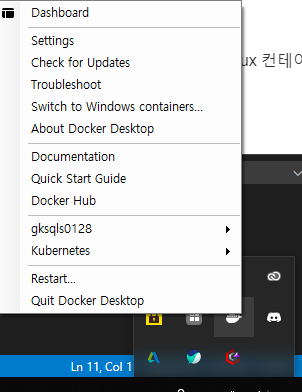 Dashboard
Settings
Check for Updates
Troubleshoot
Switch to Windows containers...
About Docker Desktop
Documentation
Quick Start Guide
Docker Hub
gksqls0128
Kubernetes
Restart...
Quit Docker Desktop
ux 컨테이
Ln 11, Col 1